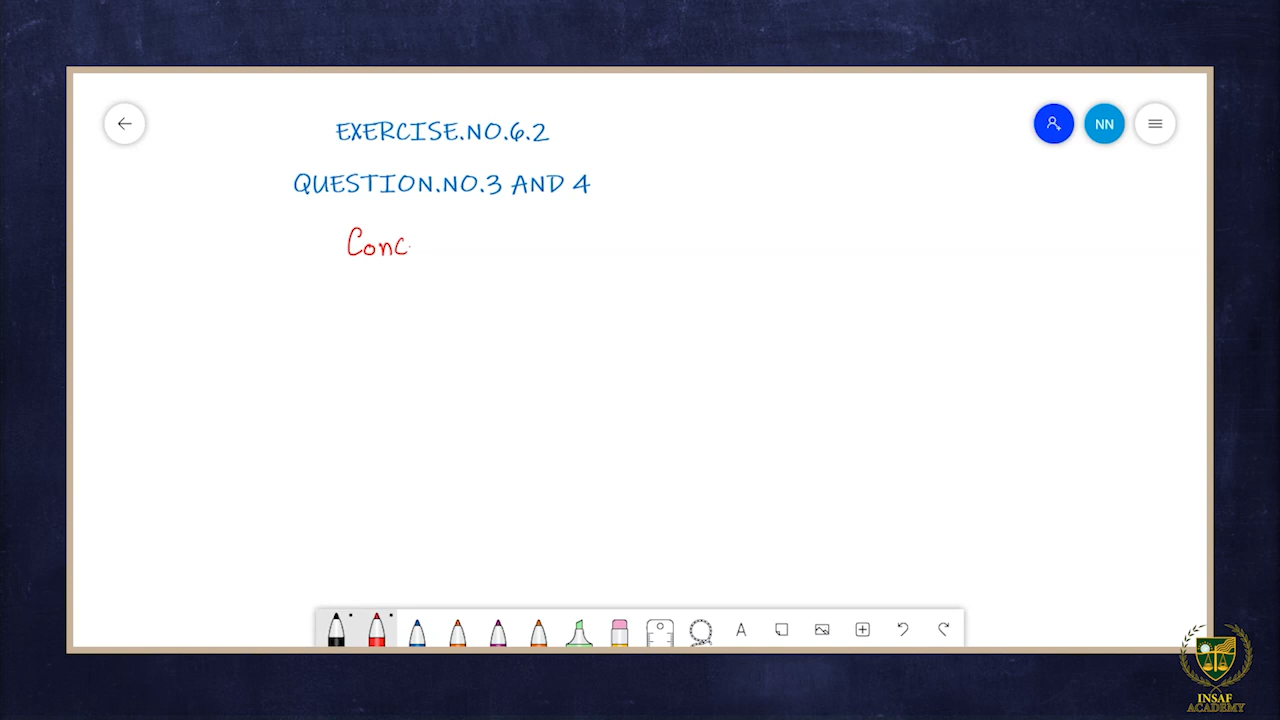 EXERCISE.NO.6.2
NN
QUESTION.NO.3 AND 4
Conc
A
INSAF
ACADEMY